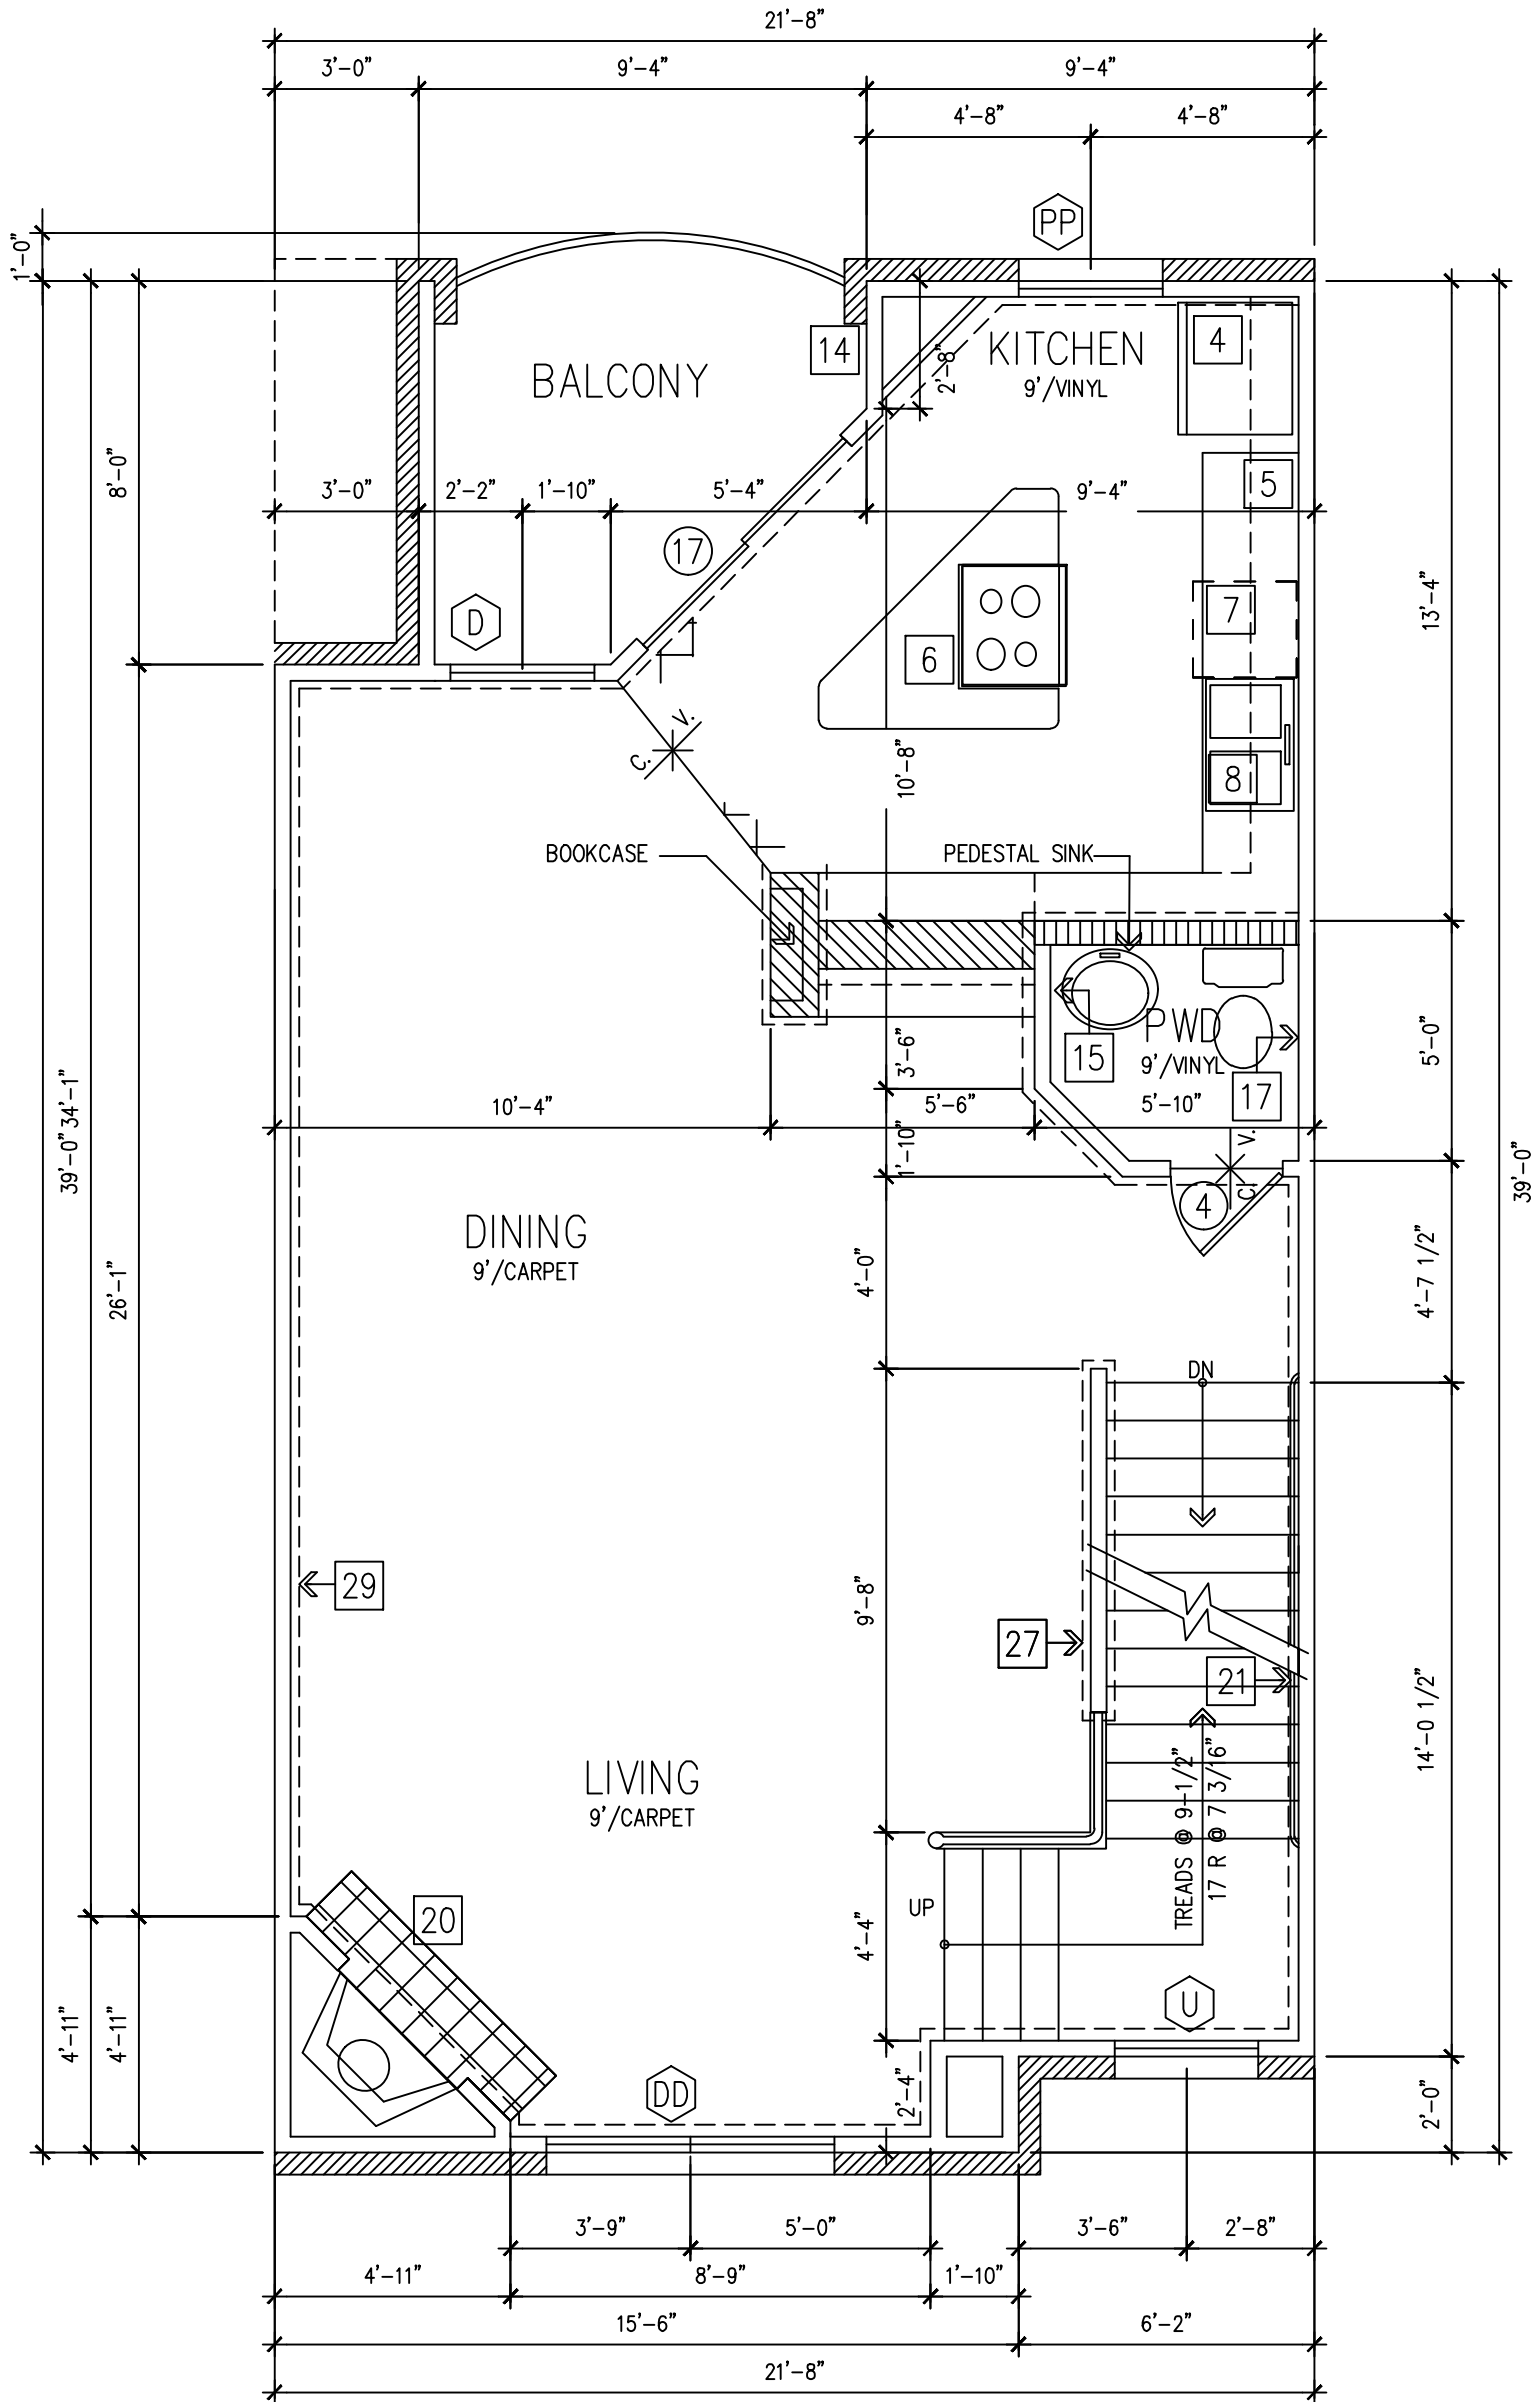 21'-8"
3'-0" 9'-4" 9'-4"
4'-8" 4'-8"
PP
1'-0"
14
4
BALCONY
KITCHEN
9'/VINYL
2'-8"
8'-0"
3'-0" 2'-2" 1'-10" 5'-4" 9'-4"
5
17
D
7
6
13'-4"
V.
C.
10'-8"
8
BOOKCASE
PEDESTAL SINK
PWD
9'/VINYL
15
17
3'-6"
5'-0"
10'-4" 5'-6" 5'-10"
1'-10"
V.
C.
4
39'-0"
34'-1"
39'-0"
DINING
9'/CARPET
26'-1"
4'-0"
4'-7 1/2"
DN
29
9'-8"
27
21
14'-0 1/2"
LIVING
9'/CARPET
TREADS @ 9-1/2"
17 R @ 7 3/16"
20
UP
4'-4"
U
4'-11"
4'-11"
DD
2'-4"
2'-0"
3'-9" 5'-0" 3'-6" 2'-8"
4'-11" 8'-9" 1'-10"
15'-6" 6'-2"
21'-8"